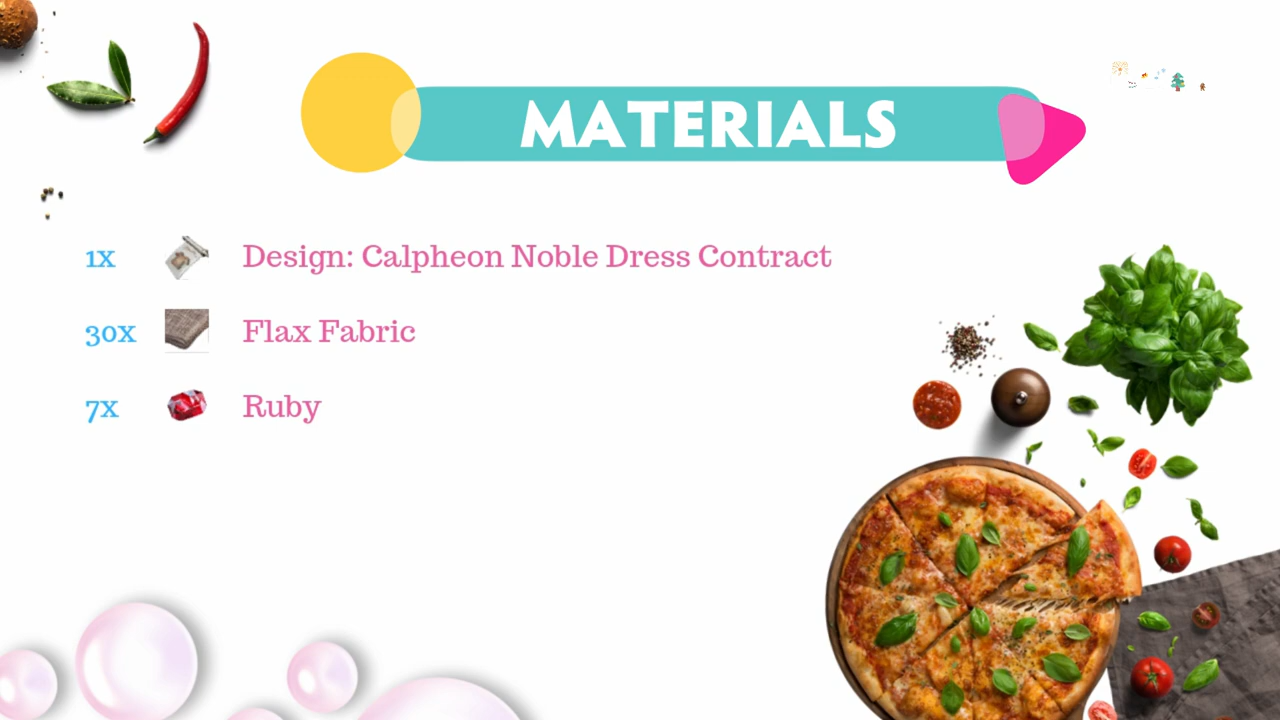 MATERIALS
1x Design: Calpheon Noble Dress Contract
30x Flax Fabric
7x Ruby